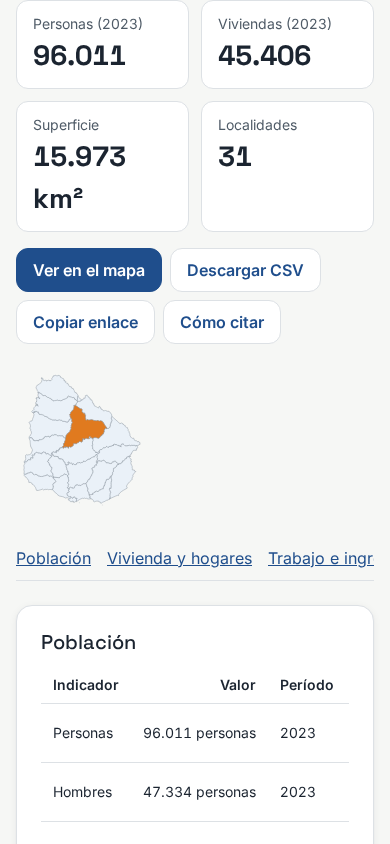 Personas (2023)
96.011
Viviendas (2023)
45.406
Superficie
15.973
km²
Localidades
31
Ver en el mapa
Descargar CSV
Copiar enlace
Cómo citar
Población Vivienda y hogares Trabajo e ingr
Población
Indicador Valor Período
Personas 96.011 personas 2023
Hombres 47.334 personas 2023